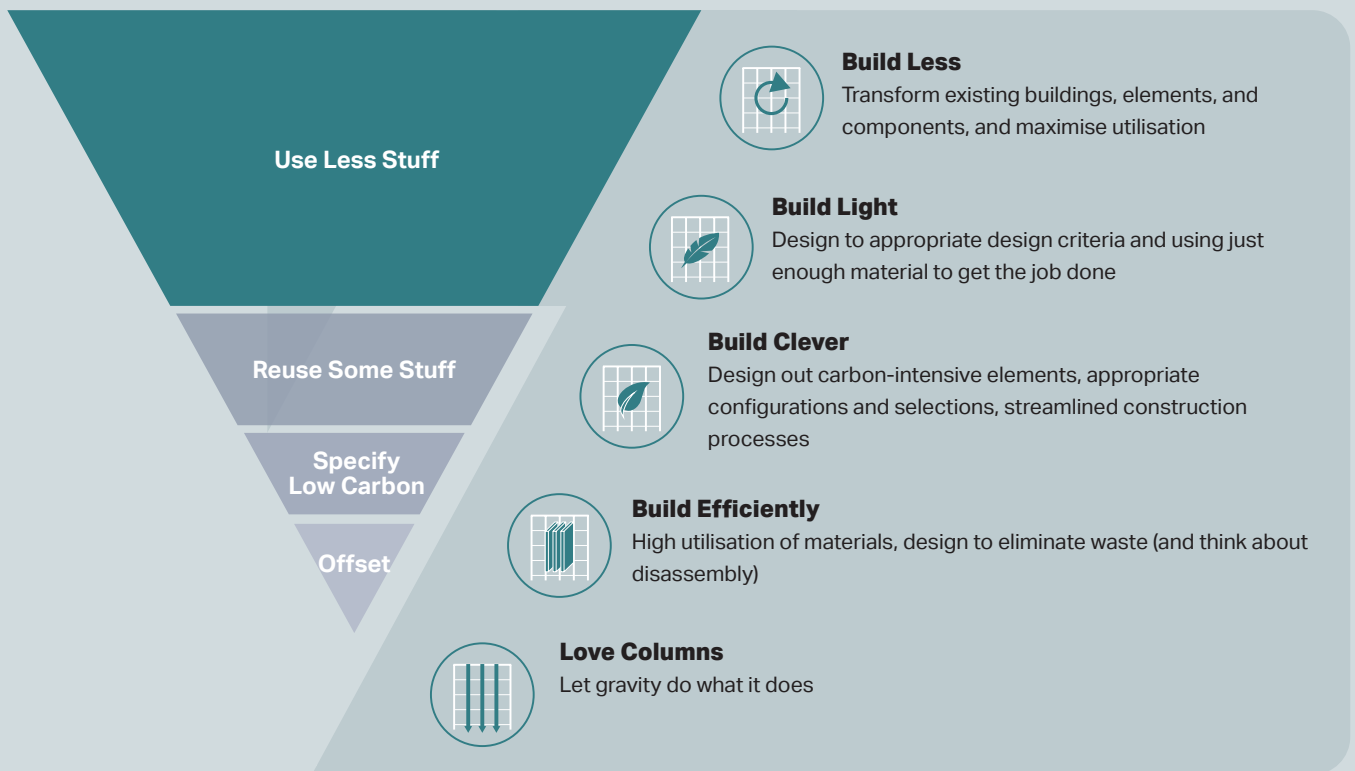 Use Less Stuff
Reuse Some Stuff
Specify
Low Carbon
Offset
Build Less
Transform existing buildings, elements, and
components, and maximise utilisation
Build Light
Design to appropriate design criteria and using just
enough material to get the job done
Build Clever
Design out carbon-intensive elements, appropriate
configurations and selections, streamlined construction
processes
Build Efficiently
High utilisation of materials, design to eliminate waste (and think about
disassembly)
Love Columns
Let gravity do what it does